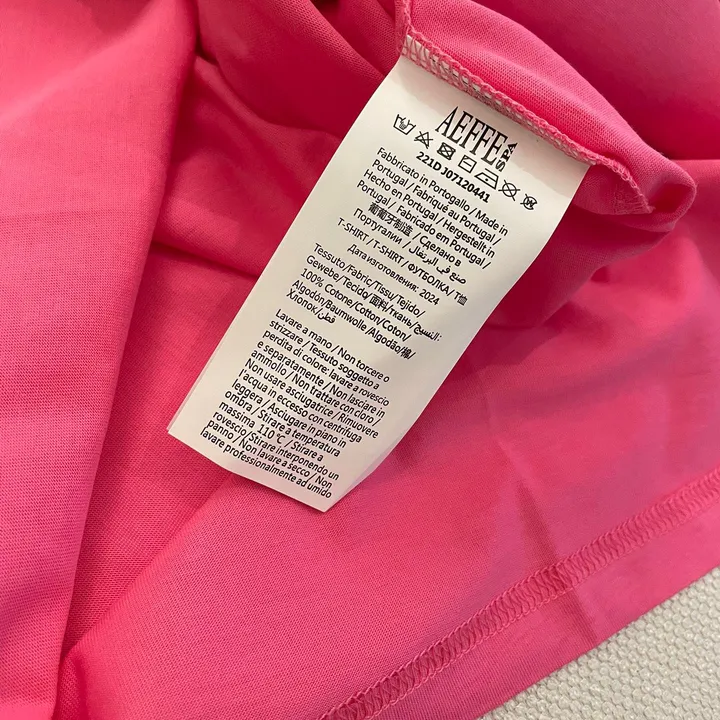 AEFFE SPA
221D J07120441
Fabbricato in Portogallo / Made in
Portugal / Fabriqué au Portugal /
Hecho en Portugal / Hergestellt in
Portugal / Fabricado em Portugal /
葡萄牙制造 / Сделано в
Португалии / صنع في البرتغال
T-SHIRT / T-SHIRT / ФУТБОЛКА / T恤
Дата изготовления: 2024
Tessuto/Fabric/Tissu/Tejido/
Gewebe/Tecido/面料/Ткань/النسيج:
100% Cotone/Cotton/Coton/
Algodón/Baumwolle/Algodão/棉/
Хлопок/قطن
Lavare a mano / Non torcere o
strizzare / Tessuto soggetto a
perdita di colore: lavare a rovescio
e separatamente / Non lasciare in
ammollo / Non trattare con cloro /
Non usare asciugatrice / Rimuovere
l'acqua in eccesso con centrifuga
leggera / Asciugare in piano in
ombra / Stirare a temperatura
massima 110°C / Stirare a
rovescio/Stirare interponendo un
panno / Non lavare a secco / Non
lavare professionalmente ad umido